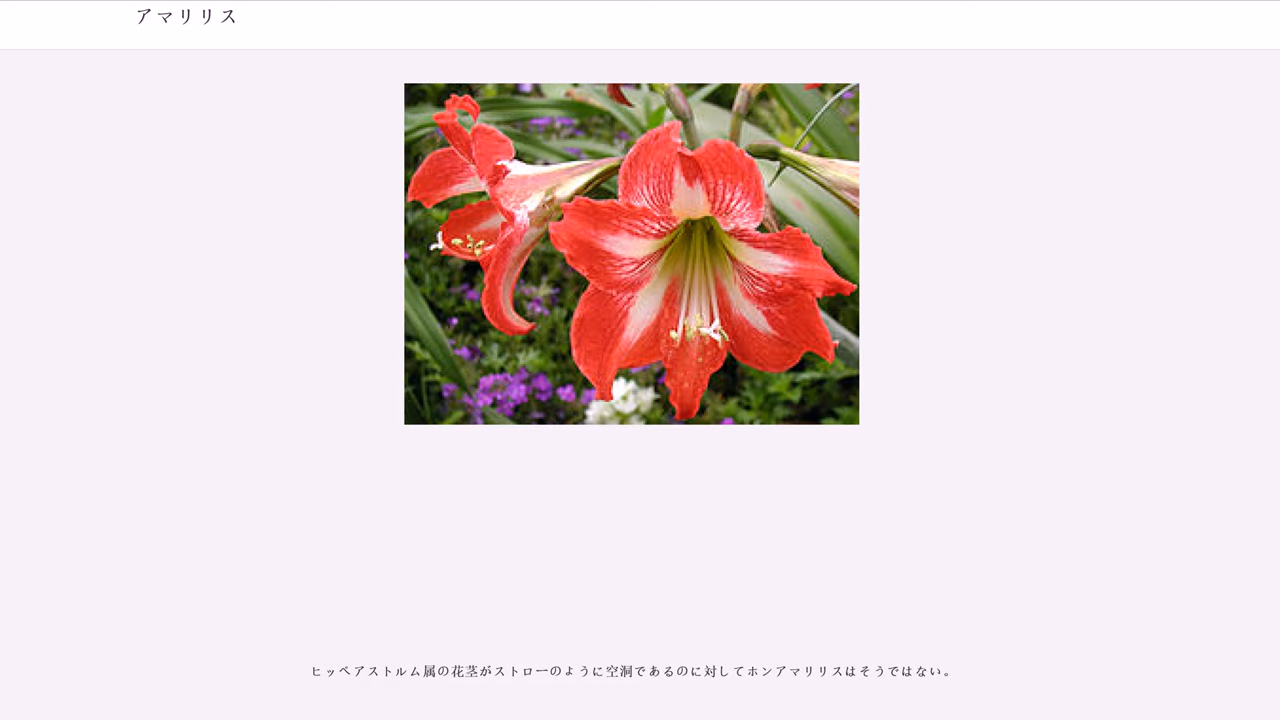 アマリリス
ヒッペアストルム属の花茎がストローのように空洞であるのに対してホンアマリリスはそうではない。